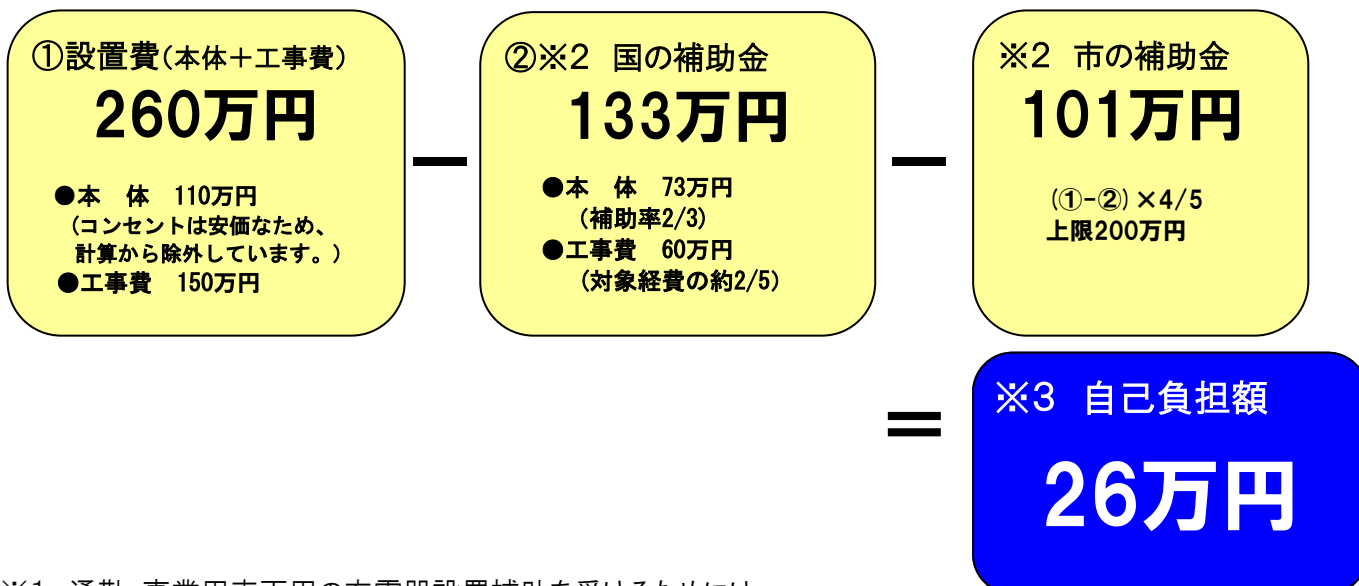 ①設置費(本体+工事費)
260万円
●本 体 110万円
(コンセントは安価なため、
計算から除外しています。)
●工事費 150万円
-
②※2 国の補助金
133万円
●本 体 73万円
(補助率2/3)
●工事費 60万円
(対象経費の約2/5)
-
※2 市の補助金
101万円
(①-②)×4/5
上限200万円
=
※3 自己負担額
26万円